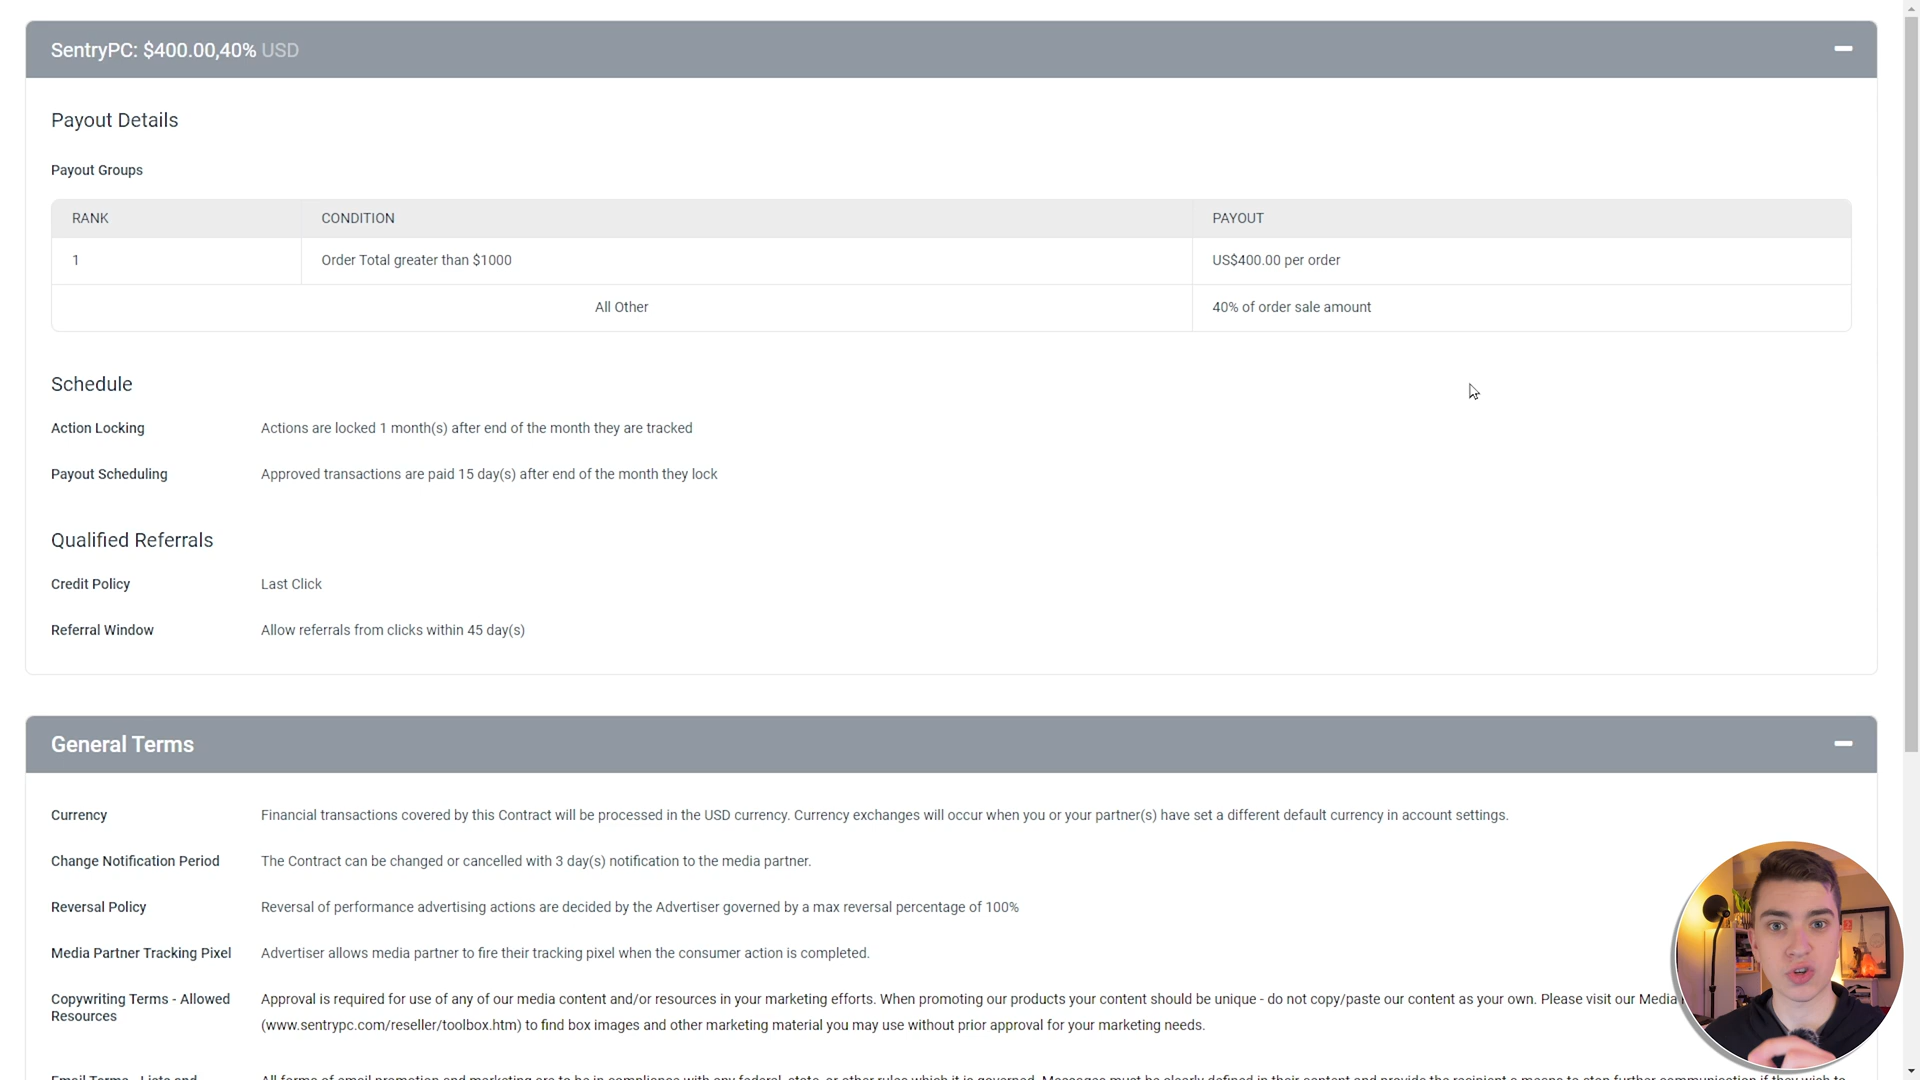 SentryPC: $400.00,40% USD
Payout Details
Payout Groups
RANK CONDITION PAYOUT
1 Order Total greater than $1000 US$400.00 per order
All Other 40% of order sale amount
Schedule
Action Locking Actions are locked 1 month(s) after end of the month they are tracked
Payout Scheduling Approved transactions are paid 15 day(s) after end of the month they lock
Qualified Referrals
Credit Policy Last Click
Referral Window Allow referrals from clicks within 45 day(s)
General Terms
Currency Financial transactions covered by this Contract will be processed in the USD currency. Currency exchanges will occur when you or your partner(s) have set a different default currency in account settings.
Change Notification Period The Contract can be changed or cancelled with 3 day(s) notification to the media partner.
Reversal Policy Reversal of performance advertising actions are decided by the Advertiser governed by a max reversal percentage of 100%
Media Partner Tracking Pixel Advertiser allows media partner to fire their tracking pixel when the consumer action is completed.
Copywriting Terms - Allowed Approval is required for use of any of our media content and/or resources in your marketing efforts. When promoting our products your content should be unique - do not copy/paste our content as your own. Please visit our Media
Resources (www.sentrypc.com/reseller/toolbox.htm) to find box images and other marketing material you may use without prior approval for your marketing needs.